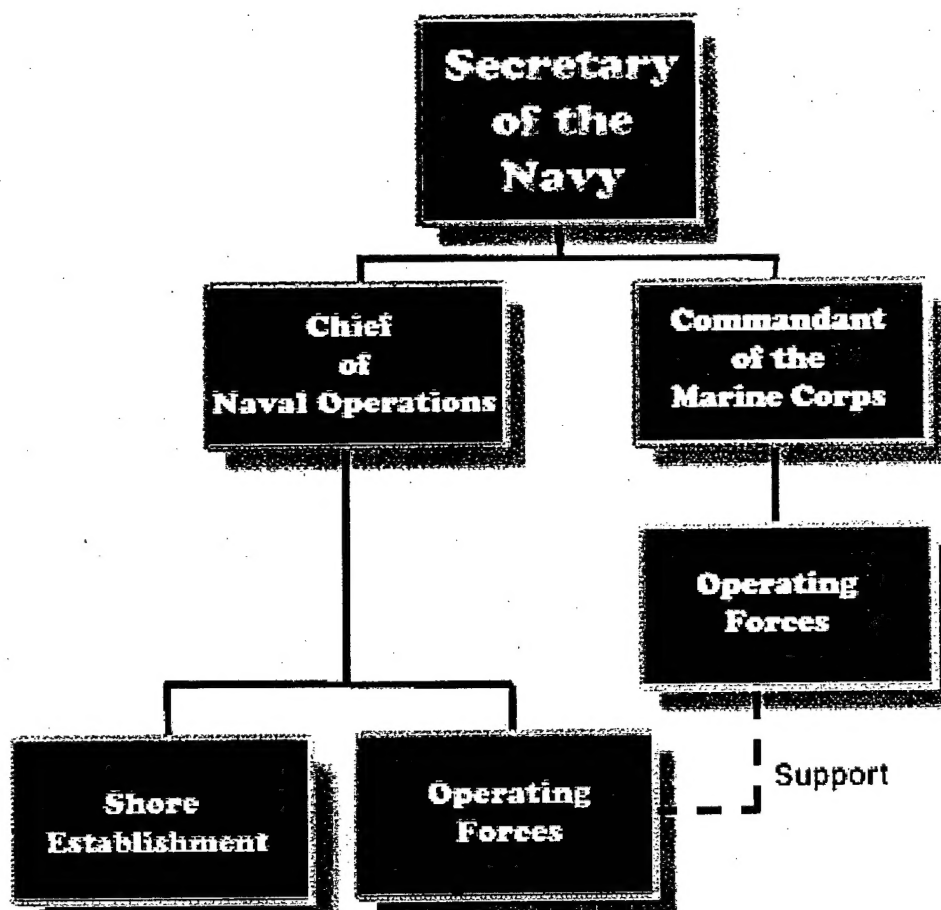 Secretary
of the
Navy
Chief
of
Naval Operations
Commandant
of the
Marine Corps
Operating
Forces
Shore
Establishment
Operating
Forces
Support